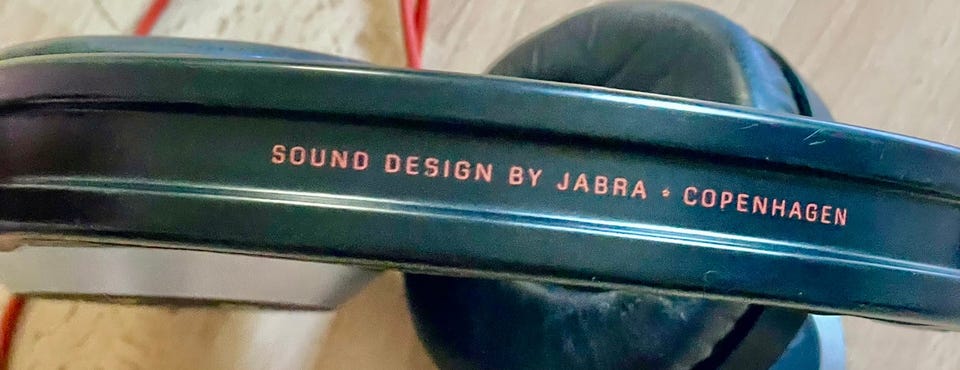 SOUND DESIGN BY JABRA • COPENHAGEN